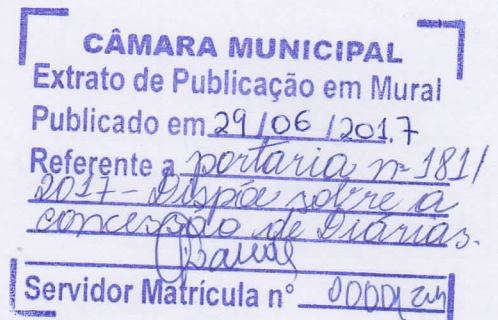 CÂMARA MUNICIPAL
Extrato de Publicação em Mural
Publicado em 29/06/2017
Referente a portaria nº 181/
2017 - Dispõe sobre a
concessão de Diárias.
Servidor Matrícula nº